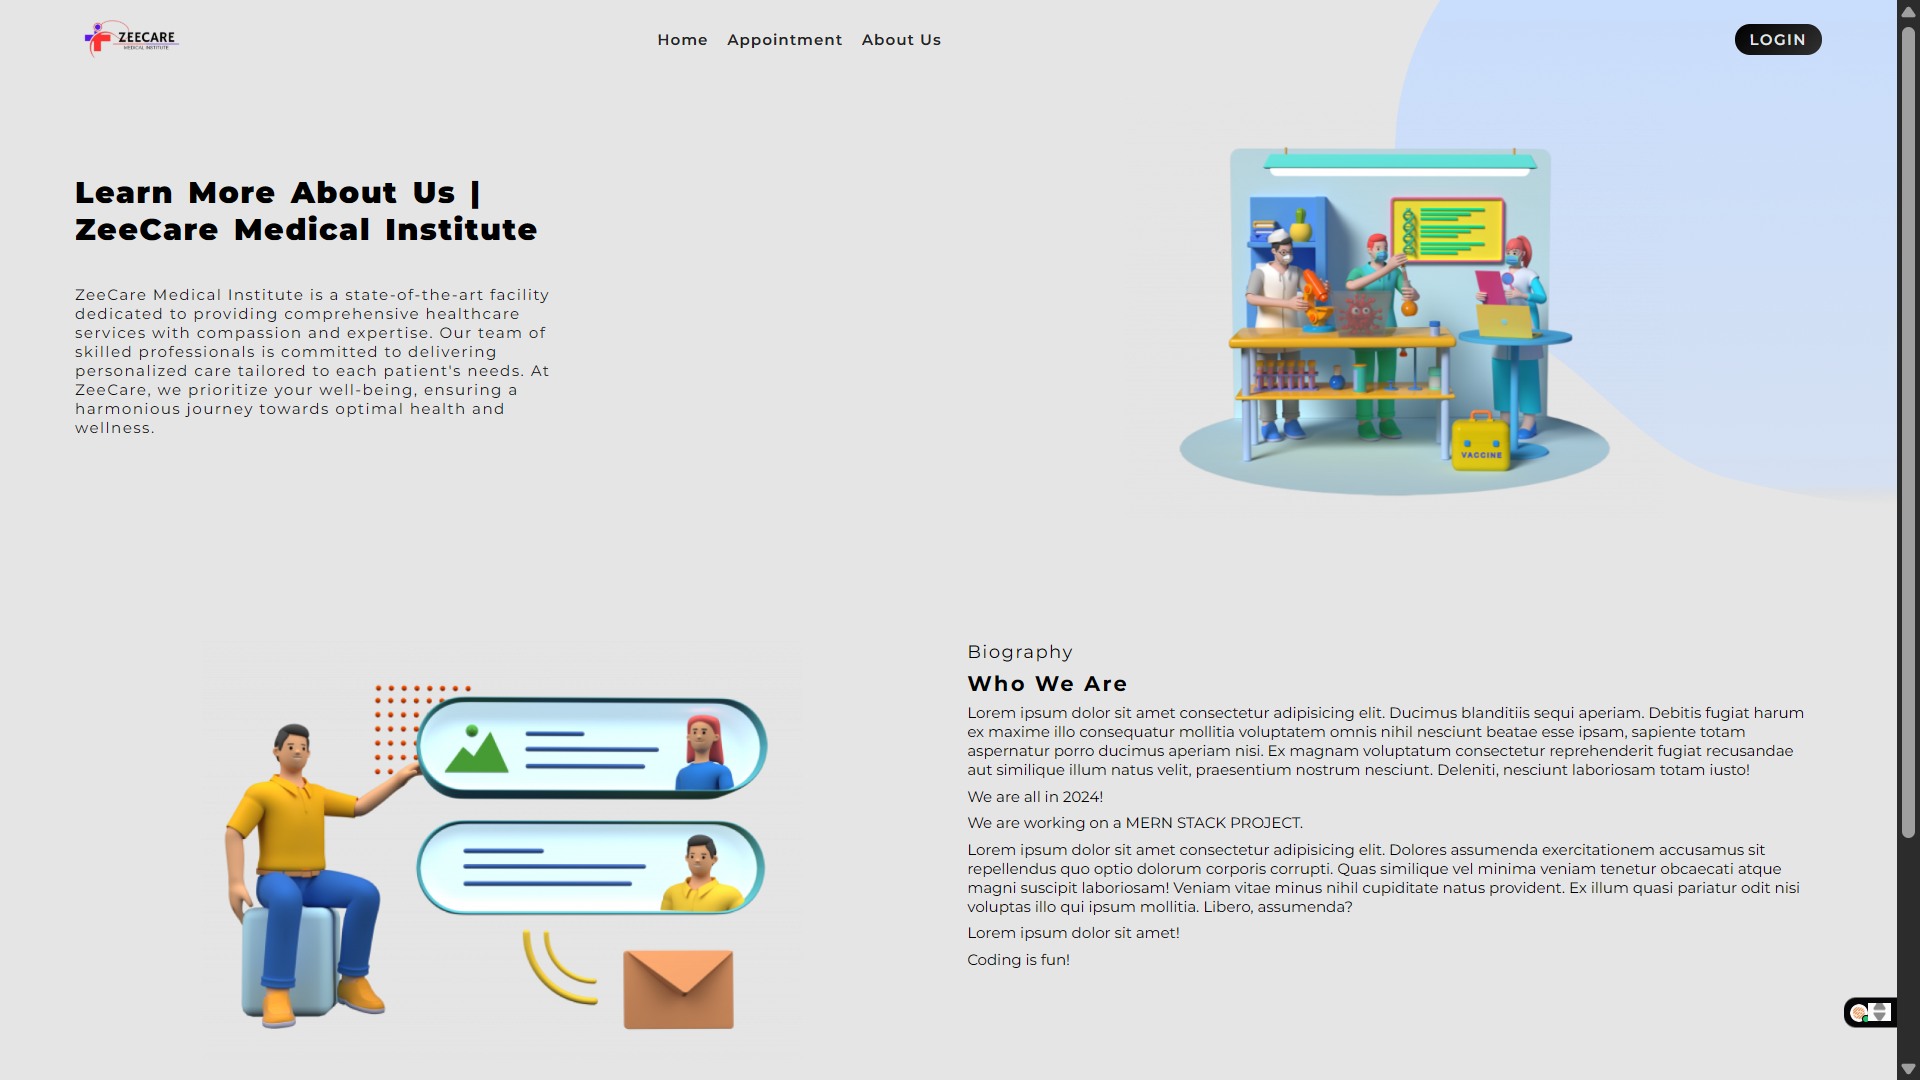 ZEECARE
MEDICAL INSTITUTE
Home Appointment About Us
LOGIN
Learn More About Us |
ZeeCare Medical Institute
ZeeCare Medical Institute is a state-of-the-art facility
dedicated to providing comprehensive healthcare
services with compassion and expertise. Our team of
skilled professionals is committed to delivering
personalized care tailored to each patient's needs. At
ZeeCare, we prioritize your well-being, ensuring a
harmonious journey towards optimal health and
wellness.
VACCINE
Biography
Who We Are
Lorem ipsum dolor sit amet consectetur adipisicing elit. Ducimus blanditiis sequi aperiam. Debitis fugiat harum
ex maxime illo consequatur mollitia voluptatem omnis nihil nesciunt beatae esse ipsam, sapiente totam
aspernatur porro ducimus aperiam nisi. Ex magnam voluptatum consectetur reprehenderit fugiat recusandae
aut similique illum natus velit, praesentium nostrum nesciunt. Deleniti, nesciunt laboriosam totam iusto!
We are all in 2024!
We are working on a MERN STACK PROJECT.
Lorem ipsum dolor sit amet consectetur adipisicing elit. Dolores assumenda exercitationem accusamus sit
repellendus quo optio dolorum corporis corrupti. Quas similique vel minima veniam tenetur obcaecati atque
magni suscipit laboriosam! Veniam vitae minus nihil cupiditate natus provident. Ex illum quasi pariatur odit nisi
voluptas illo qui ipsum mollitia. Libero, assumenda?
Lorem ipsum dolor sit amet!
Coding is fun!